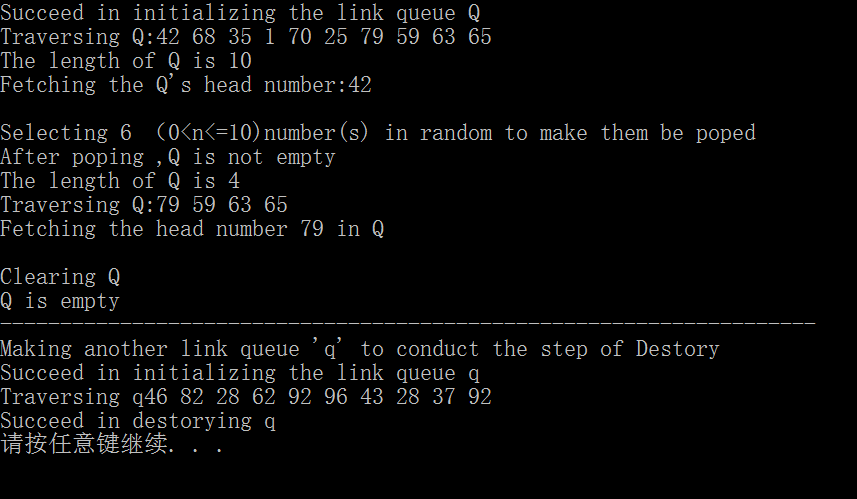 Succeed in initializing the link queue Q
Traversing Q:42 68 35 1 70 25 79 59 63 65
The length of Q is 10
Fetching the Q's head number:42
Selecting 6  (0<n<=10)number(s) in random to make them be poped
After poping ,Q is not empty
The length of Q is 4
Traversing Q:79 59 63 65
Fetching the head number 79 in Q
Clearing Q
Q is empty
--------------------------------------------------------------------
Making another link queue 'q' to conduct the step of Destory
Succeed in initializing the link queue q
Traversing q46 82 28 62 92 96 43 28 37 92
Succeed in destorying q
请按任意键继续. . .